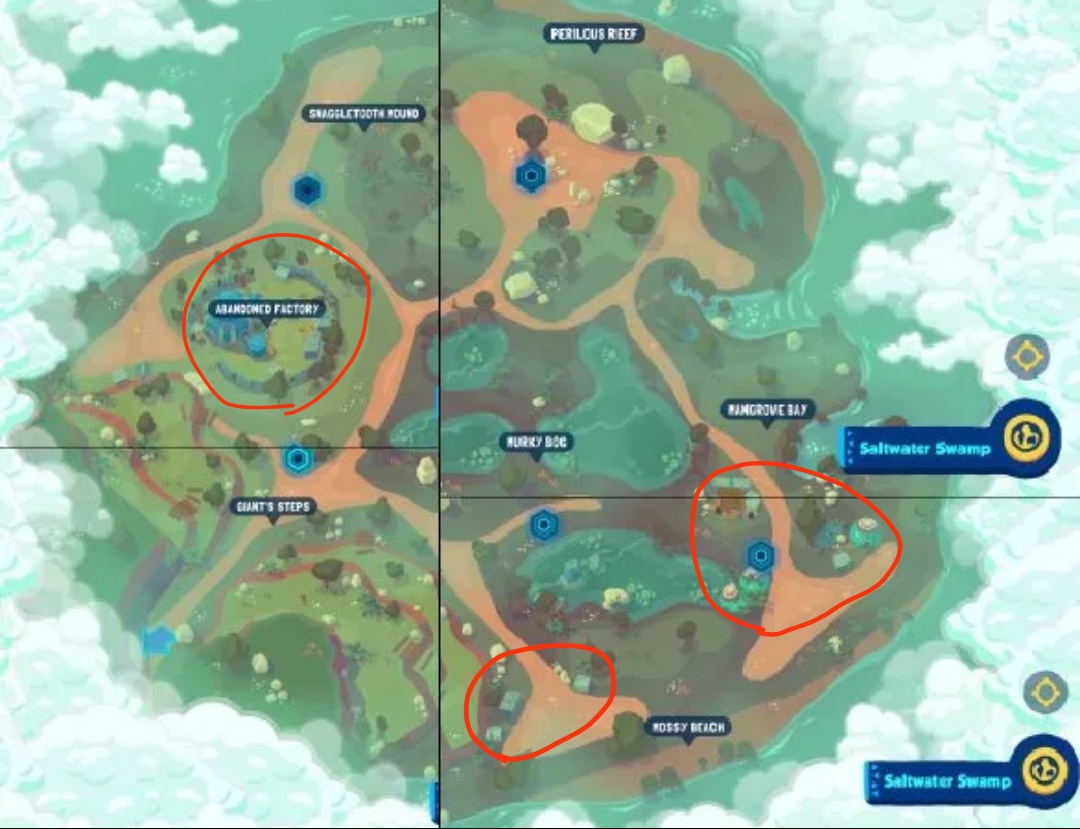 PERILOUS REEF
SNAGGLETOOTH MOUND
ABANDONED FACTORY
MANGROVE BAY
MURKY BOG
Saltwater Swamp
GIANT'S STEPS
MOSSY BEACH
Saltwater Swamp